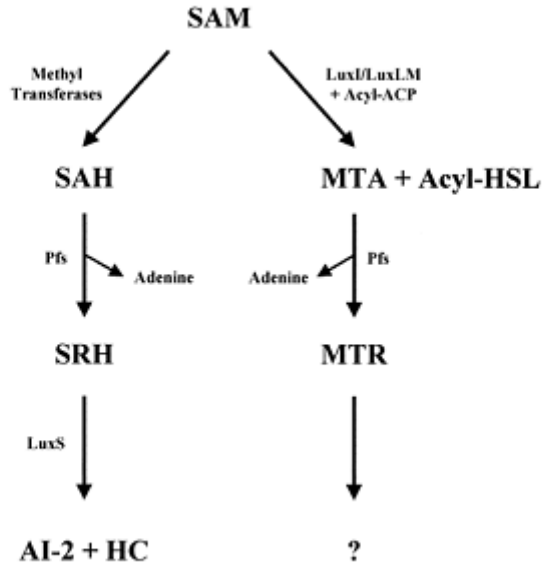 SAM
Methyl
Transferases
LuxI/LuxLM
+ Acyl-ACP
SAH
MTA + Acyl-HSL
Pfs
Adenine
Adenine
Pfs
SRH
MTR
LuxS
AI-2 + HC
?